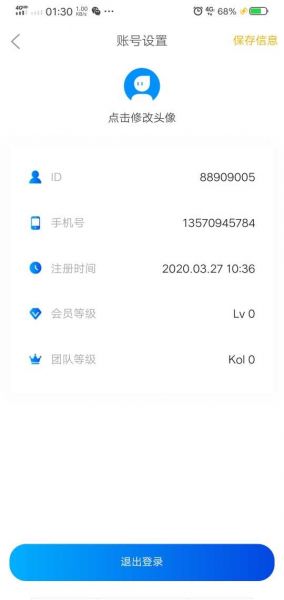 4G 01:30 1.00 KB/s ··· 4G 68%
账号设置 保存信息
点击修改头像
ID 88909005
手机号 13570945784
注册时间 2020.03.27 10:36
会员等级 Lv 0
团队等级 Kol 0
退出登录